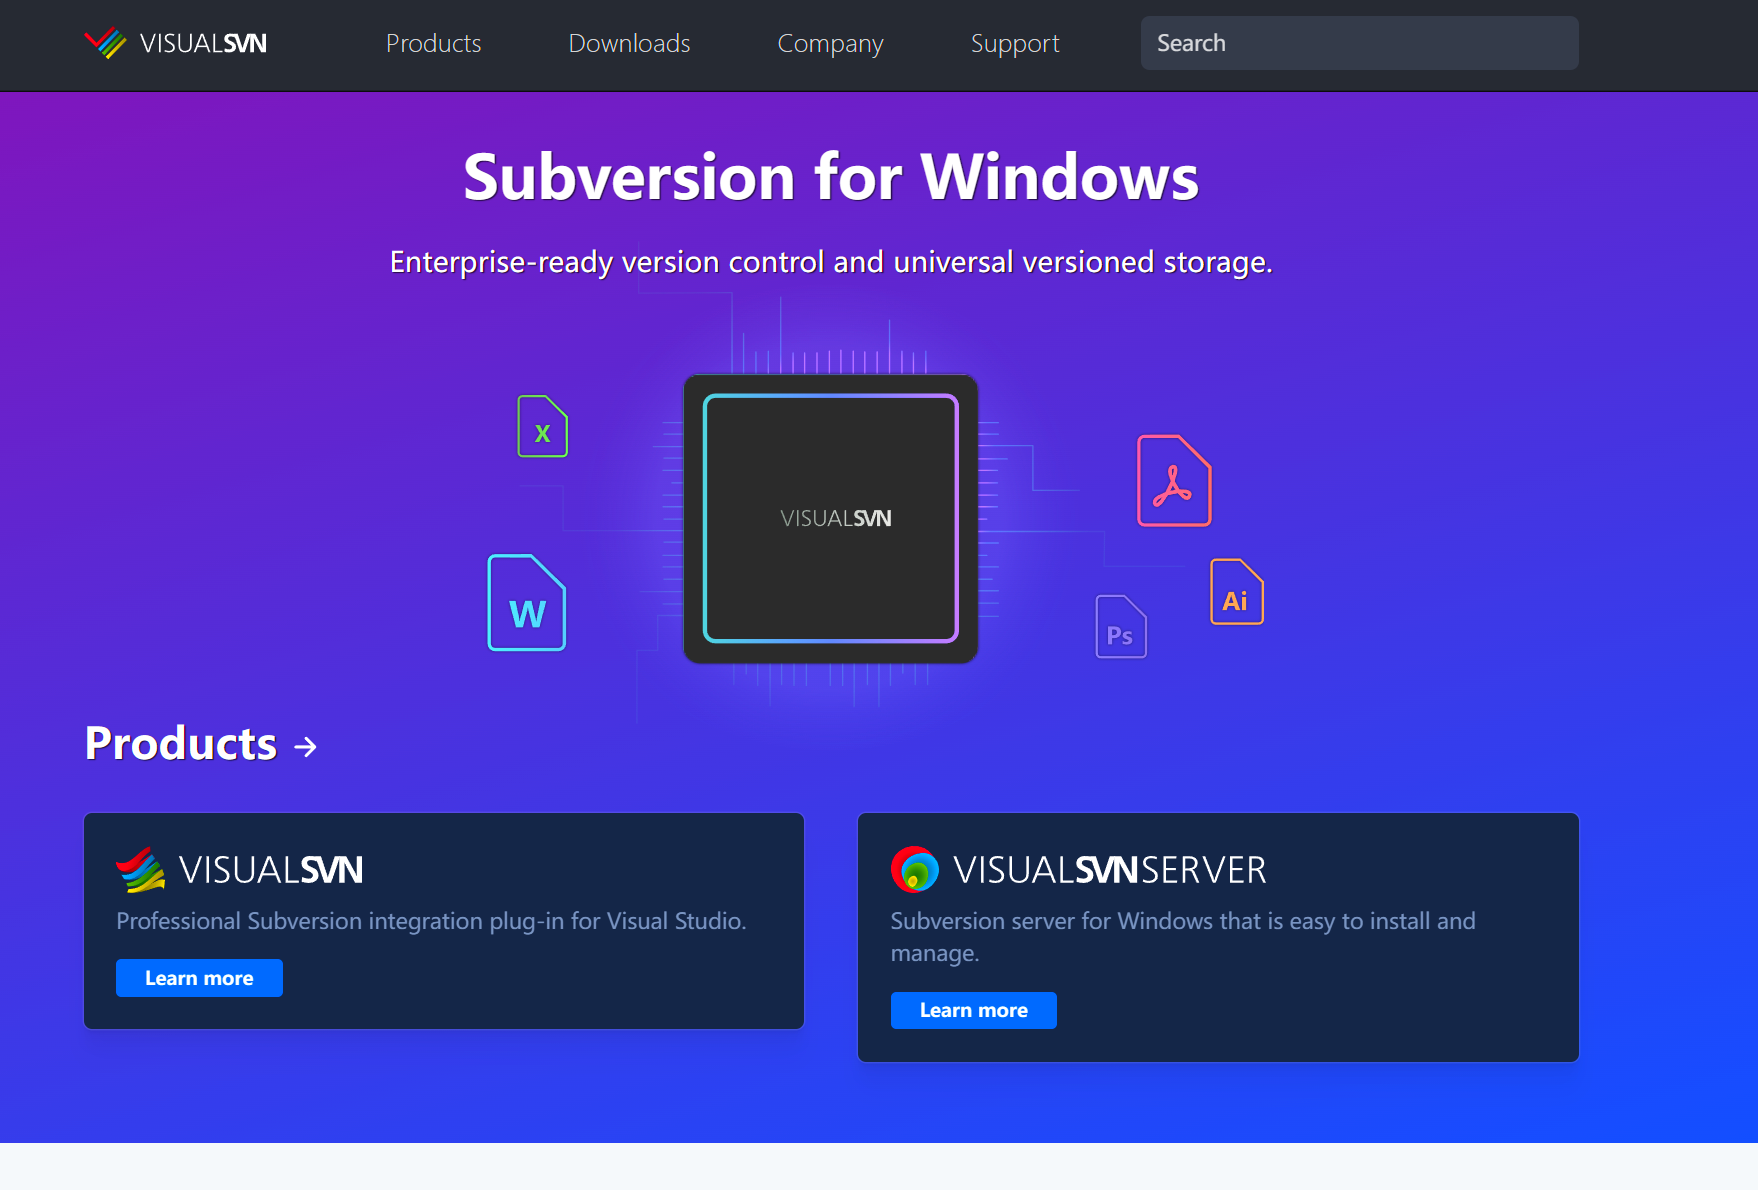 VISUALSVN
Products
Downloads
Company
Support
Search
Subversion for Windows
Enterprise-ready version control and universal versioned storage.
X
W
VISUALSVN
Ps
Ai
Products →
VISUALSVN
Professional Subversion integration plug-in for Visual Studio.
Learn more
VISUALSVN SERVER
Subversion server for Windows that is easy to install and
manage.
Learn more